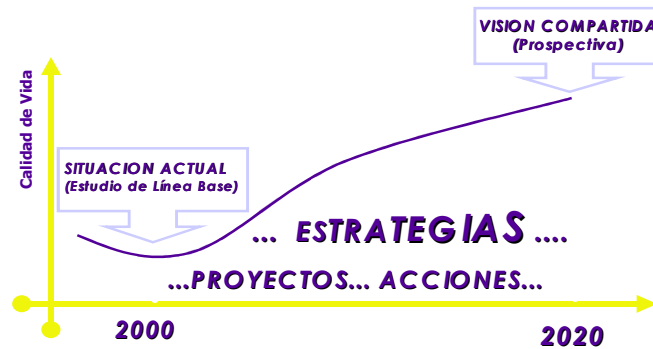 VISION COMPARTIDA
(Prospectiva)
Calidad de Vida
SITUACION ACTUAL
(Estudio de Línea Base)
... ESTRATEGIAS ....
...PROYECTOS... ACCIONES...
2000
2020